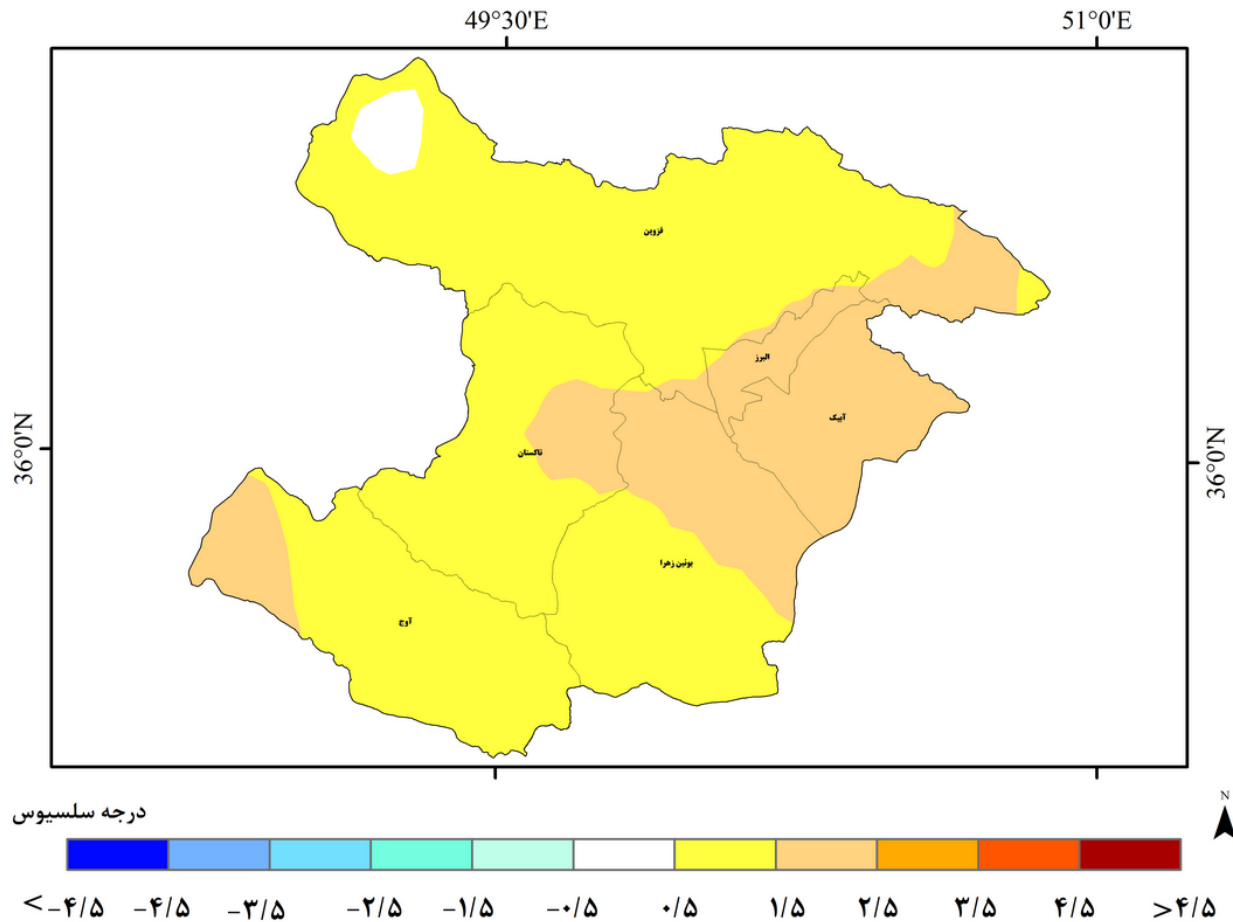 49°30'E 51°0'E
قزوین
البرز
آبیک
36°0'N 36°0'N
تاکستان
بوئین زهرا
آوج
درجه سلسیوس
N
<-۴/۵ -۴/۵ -۳/۵ -۲/۵ -۱/۵ -۰/۵ ۰/۵ ۱/۵ ۲/۵ ۳/۵ ۴/۵ >۴/۵